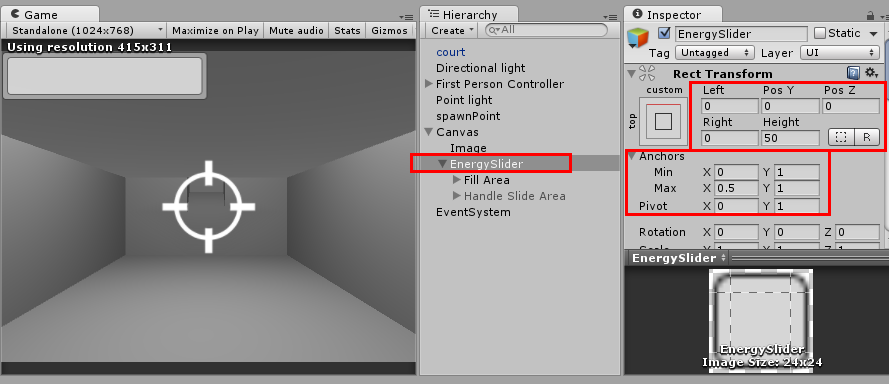 Game
Standalone (1024x768) Maximize on Play Mute audio Stats Gizmos
Using resolution 415x311
Hierarchy
Create All
court
Directional light
First Person Controller
Point light
spawnPoint
Canvas
Image
EnergySlider
Fill Area
Handle Slide Area
EventSystem
Inspector
EnergySlider Static
Tag Untagged Layer UI
Rect Transform
custom
top
Left Pos Y Pos Z
0 0 0
Right Height
0 50 R
Anchors
Min X 0 Y 1
Max X 0.5 Y 1
Pivot X 0 Y 1
Rotation X 0 Y 0 Z 0
Scale X 1 Y 1 Z 1
EnergySlider
EnergySlider
Image Size: 24x24